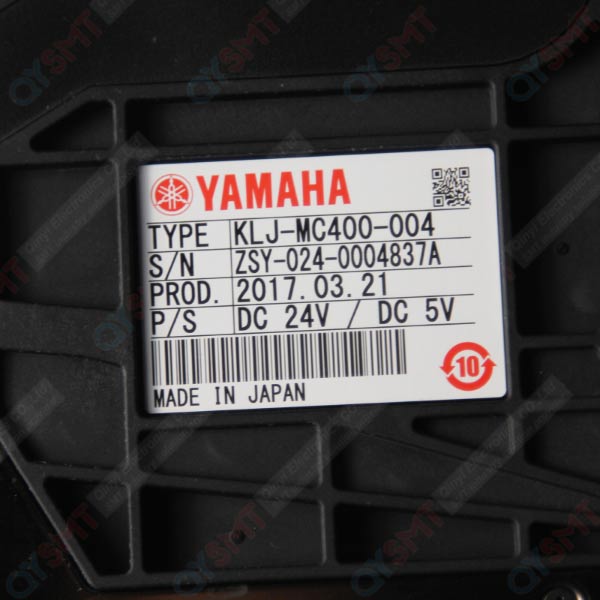 YAMAHA
TYPE KLJ-MC400-004
S/N ZSY-024-0004837A
PROD. 2017.03.21
P/S DC 24V / DC 5V
10
MADE IN JAPAN
QYSMT